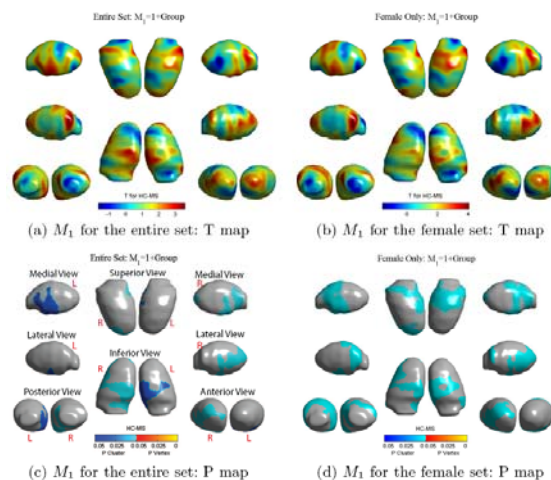 Entire Set: M₁=1+Group
Female Only: M₁=1+Group
T for HC-MS
-1 0 1 2 3
T for HC-MS
0 4
(a) M₁ for the entire set: T map
(b) M₁ for the female set: T map
Entire Set: M₁=1+Group
Female Only: M₁=1+Group
Medial View
L
Superior View
R
L
Medial View
R
Lateral View
L
Inferior View
R
L
Lateral View
R
Posterior View
L R
Anterior View
R L
HC-MS
0.05 0.025 0.05 0.025 0
P Cluster P Vertex
HC-MS
0.05 0.025 0.05 0.025 0
P Cluster P Vertex
(c) M₁ for the entire set: P map
(d) M₁ for the female set: P map